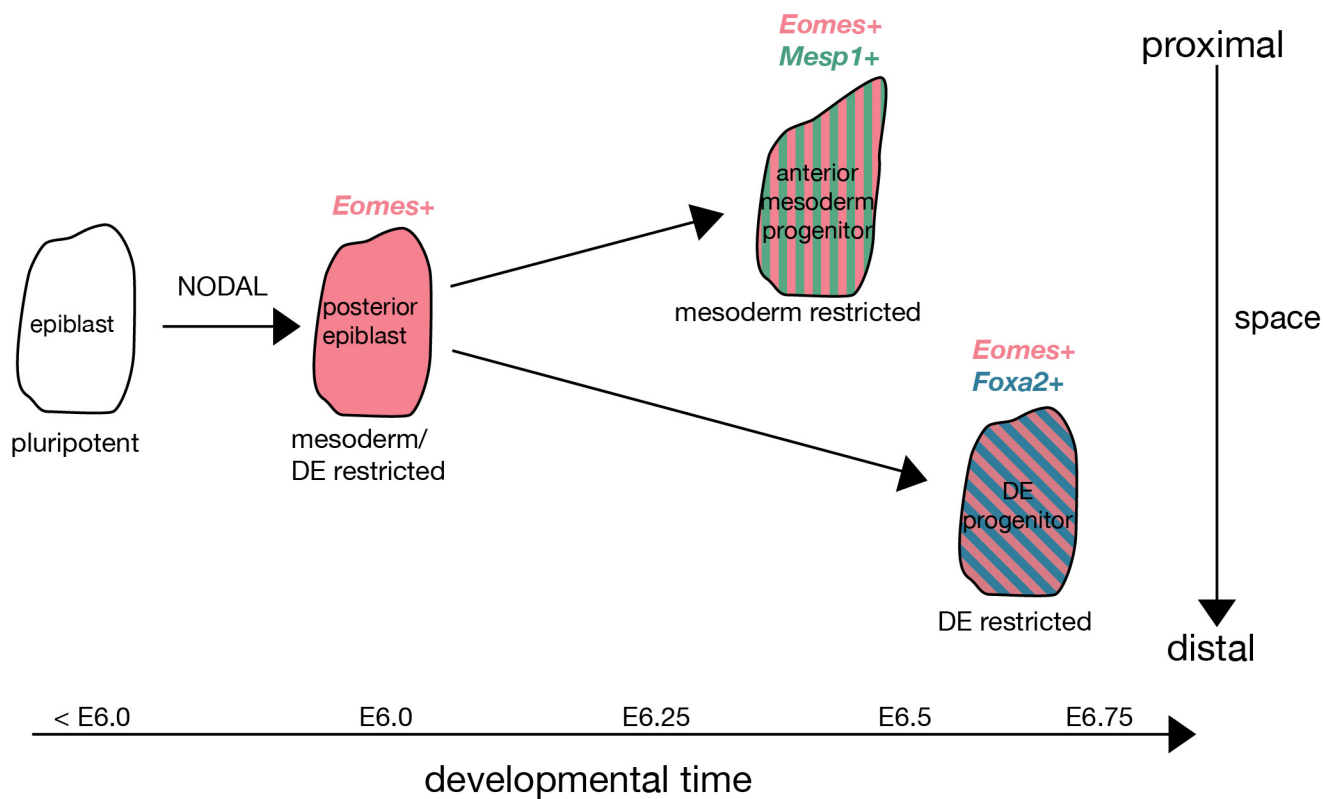 Eomes+
Mesp1+
proximal
anterior
mesoderm
progenitor
mesoderm restricted
Eomes+
NODAL
epiblast
posterior
epiblast
pluripotent
mesoderm/
DE restricted
space
Eomes+
Foxa2+
DE
progenitor
DE restricted
distal
< E6.0
E6.0
E6.25
E6.5
E6.75
developmental time